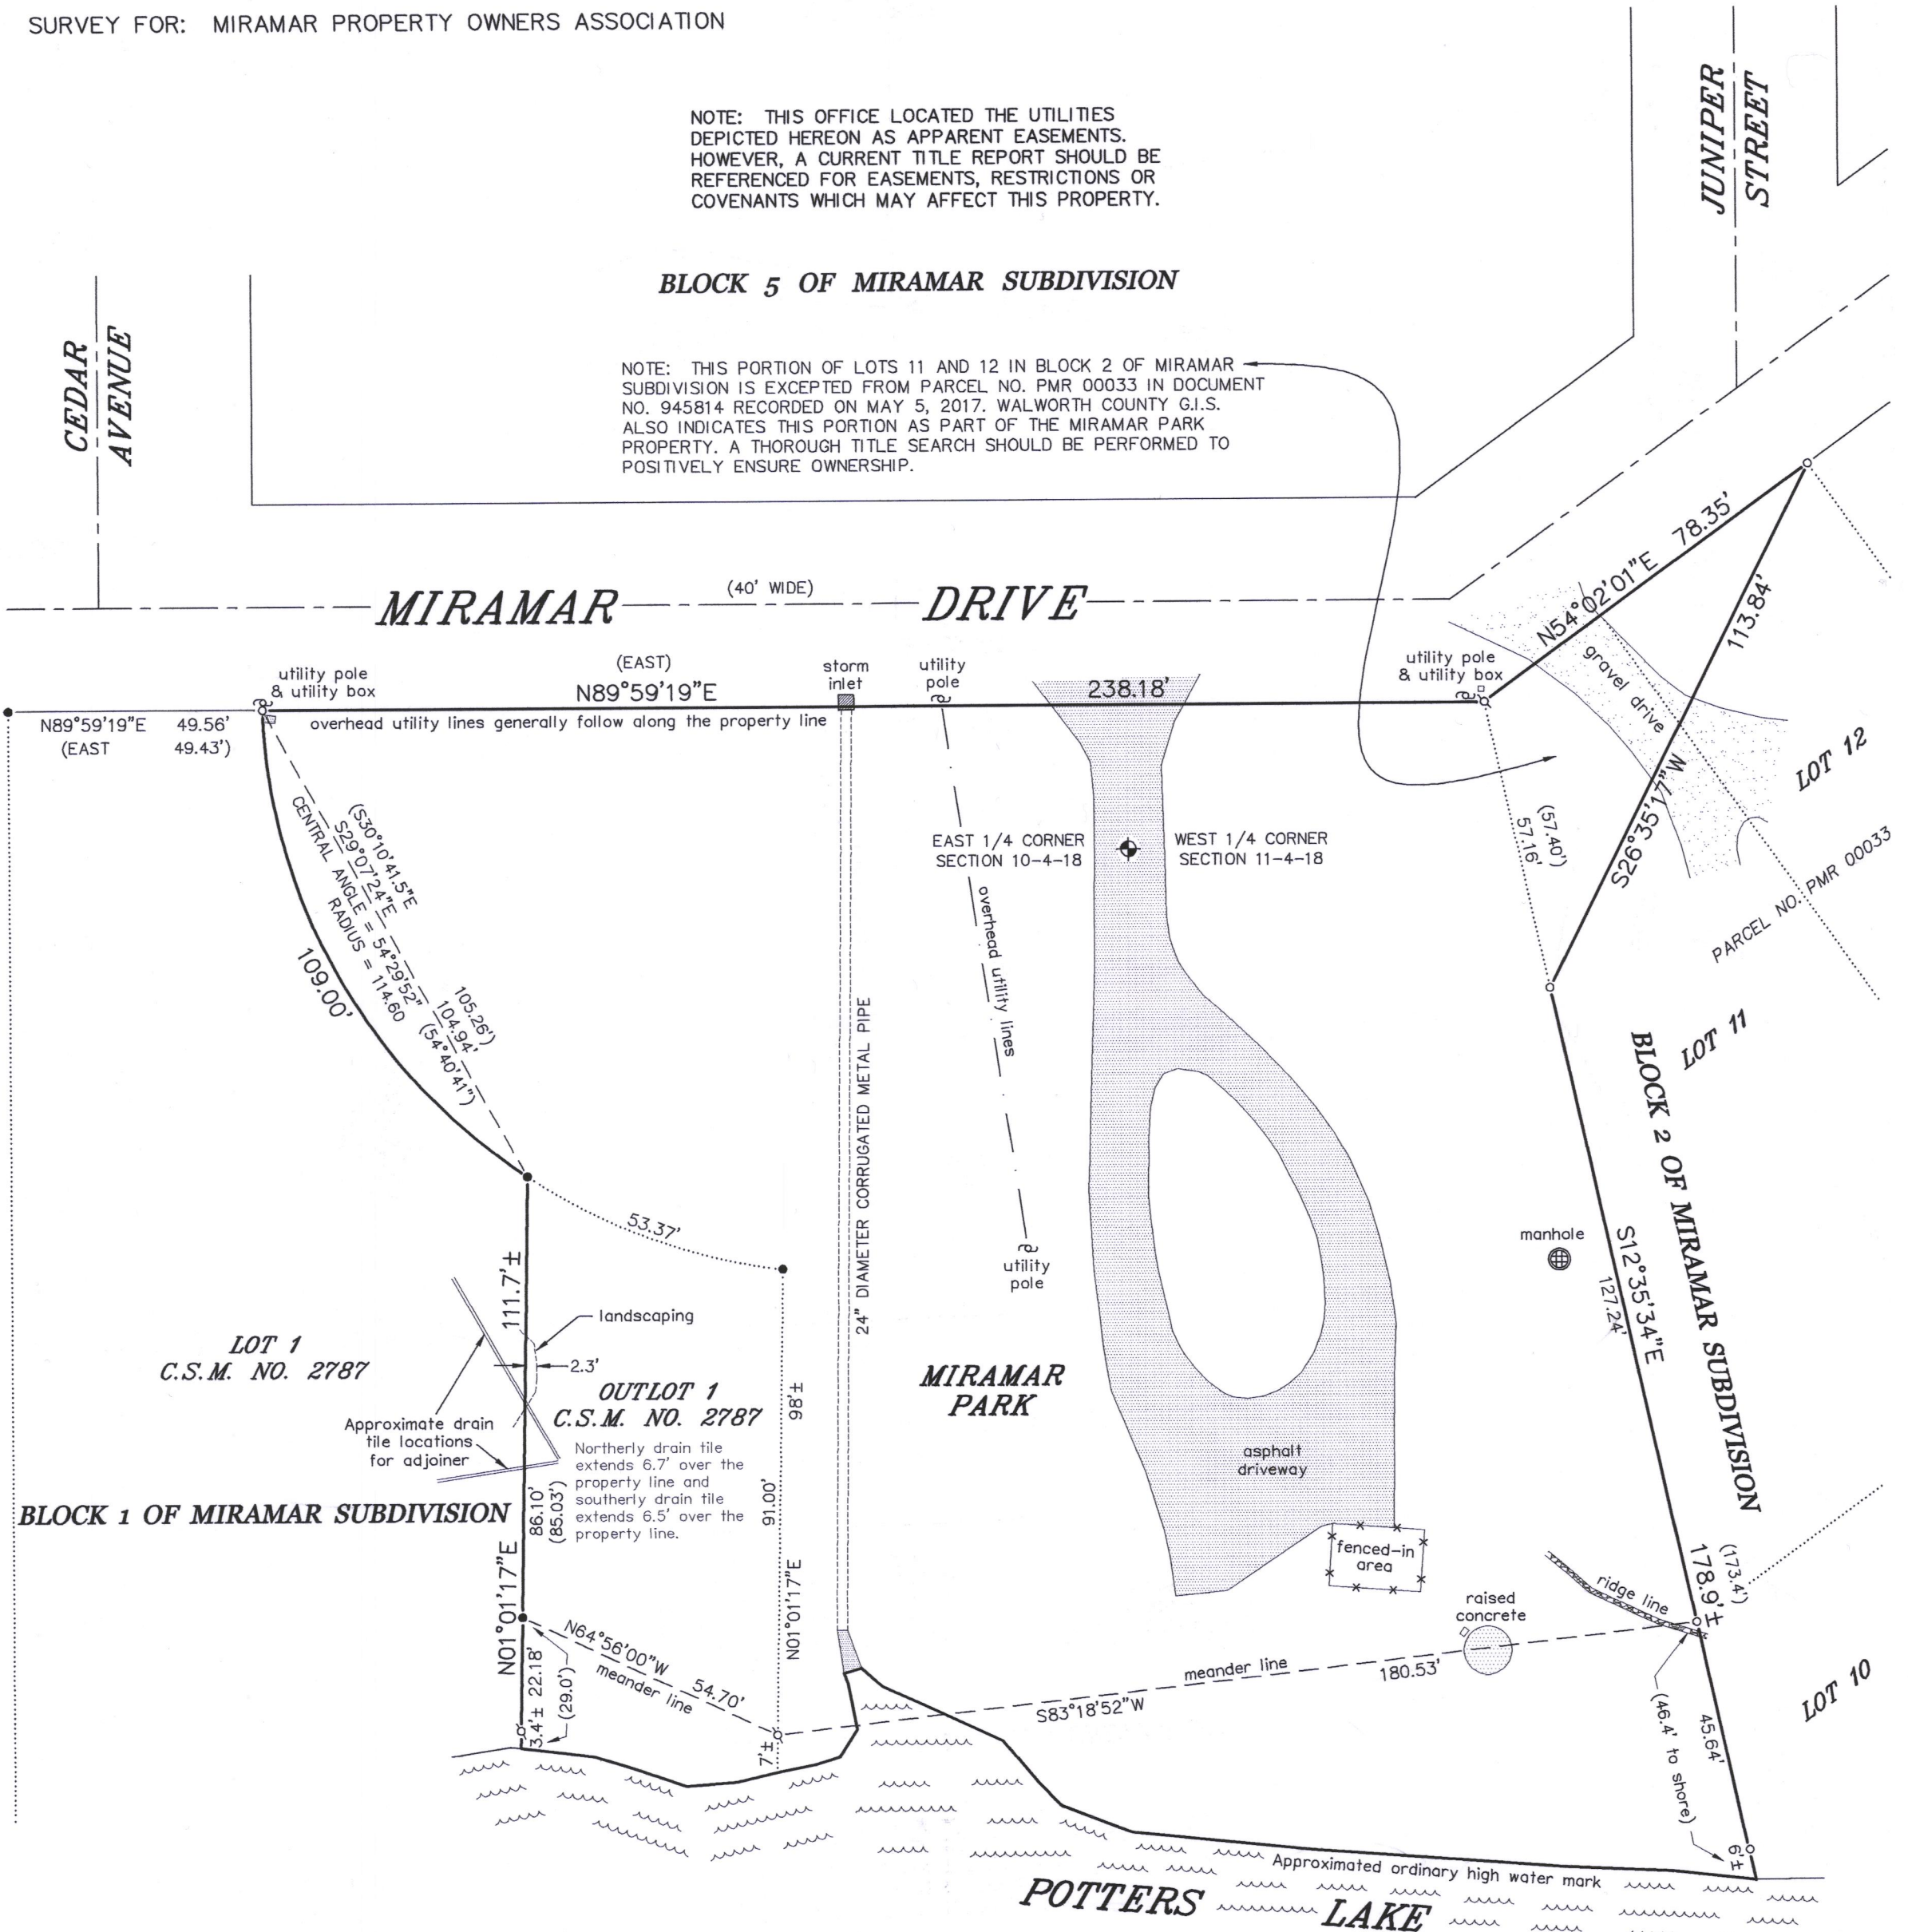 SURVEY FOR: MIRAMAR PROPERTY OWNERS ASSOCIATION
NOTE: THIS OFFICE LOCATED THE UTILITIES
DEPICTED HEREON AS APPARENT EASEMENTS.
HOWEVER, A CURRENT TITLE REPORT SHOULD BE
REFERENCED FOR EASEMENTS, RESTRICTIONS OR
COVENANTS WHICH MAY AFFECT THIS PROPERTY.
JUNIPER
STREET
BLOCK 5 OF MIRAMAR SUBDIVISION
CEDAR
AVENUE
NOTE: THIS PORTION OF LOTS 11 AND 12 IN BLOCK 2 OF MIRAMAR
SUBDIVISION IS EXCEPTED FROM PARCEL NO. PMR 00033 IN DOCUMENT
NO. 945814 RECORDED ON MAY 5, 2017. WALWORTH COUNTY G.I.S.
ALSO INDICATES THIS PORTION AS PART OF THE MIRAMAR PARK
PROPERTY. A THOROUGH TITLE SEARCH SHOULD BE PERFORMED TO
POSITIVELY ENSURE OWNERSHIP.
MIRAMAR
(40' WIDE)
DRIVE
N54°02'01"E 78.35'
113.84'
S26°35'17"W
gravel drive
LOT 12
PARCEL NO. PMR 00033
utility pole
& utility box
(EAST)
N89°59'19"E
storm
inlet
utility
pole
238.18'
utility pole
& utility box
N89°59'19"E 49.56'
(EAST 49.43')
overhead utility lines generally follow along the property line
(S30°10'41.5"E 105.26')
S29°07'24"E 104.94'
CENTRAL ANGLE = 54°29'52" (54°40'41")
RADIUS = 114.60
109.00'
EAST 1/4 CORNER
SECTION 10-4-18
WEST 1/4 CORNER
SECTION 11-4-18
(57.40')
57.16'
overhead utility lines
24" DIAMETER CORRUGATED METAL PIPE
LOT 11
BLOCK 2 OF MIRAMAR SUBDIVISION
53.37'
utility
pole
manhole
S12°35'34"E
127.24'
111.7'±
landscaping
2.3'
LOT 1
C.S.M. NO. 2787
OUTLOT 1
C.S.M. NO. 2787
98'±
MIRAMAR
PARK
Approximate drain
tile locations
for adjoiner
Northerly drain tile
extends 6.7' over the
property line and
southerly drain tile
extends 6.5' over the
property line.
asphalt
driveway
BLOCK 1 OF MIRAMAR SUBDIVISION
86.10'
(85.03')
91.00'
N01°01'17"E
N01°01'17"E
fenced-in
area
raised
concrete
ridge line
(173.4')
178.9'±
N64°56'00"W
54.70'
meander line
22.18'
3.4'±
(29.0')
7'±
S83°18'52"W
meander line
180.53'
(46.4' to shore)
45.64'
6'±
LOT 10
Approximated ordinary high water mark
POTTERS LAKE